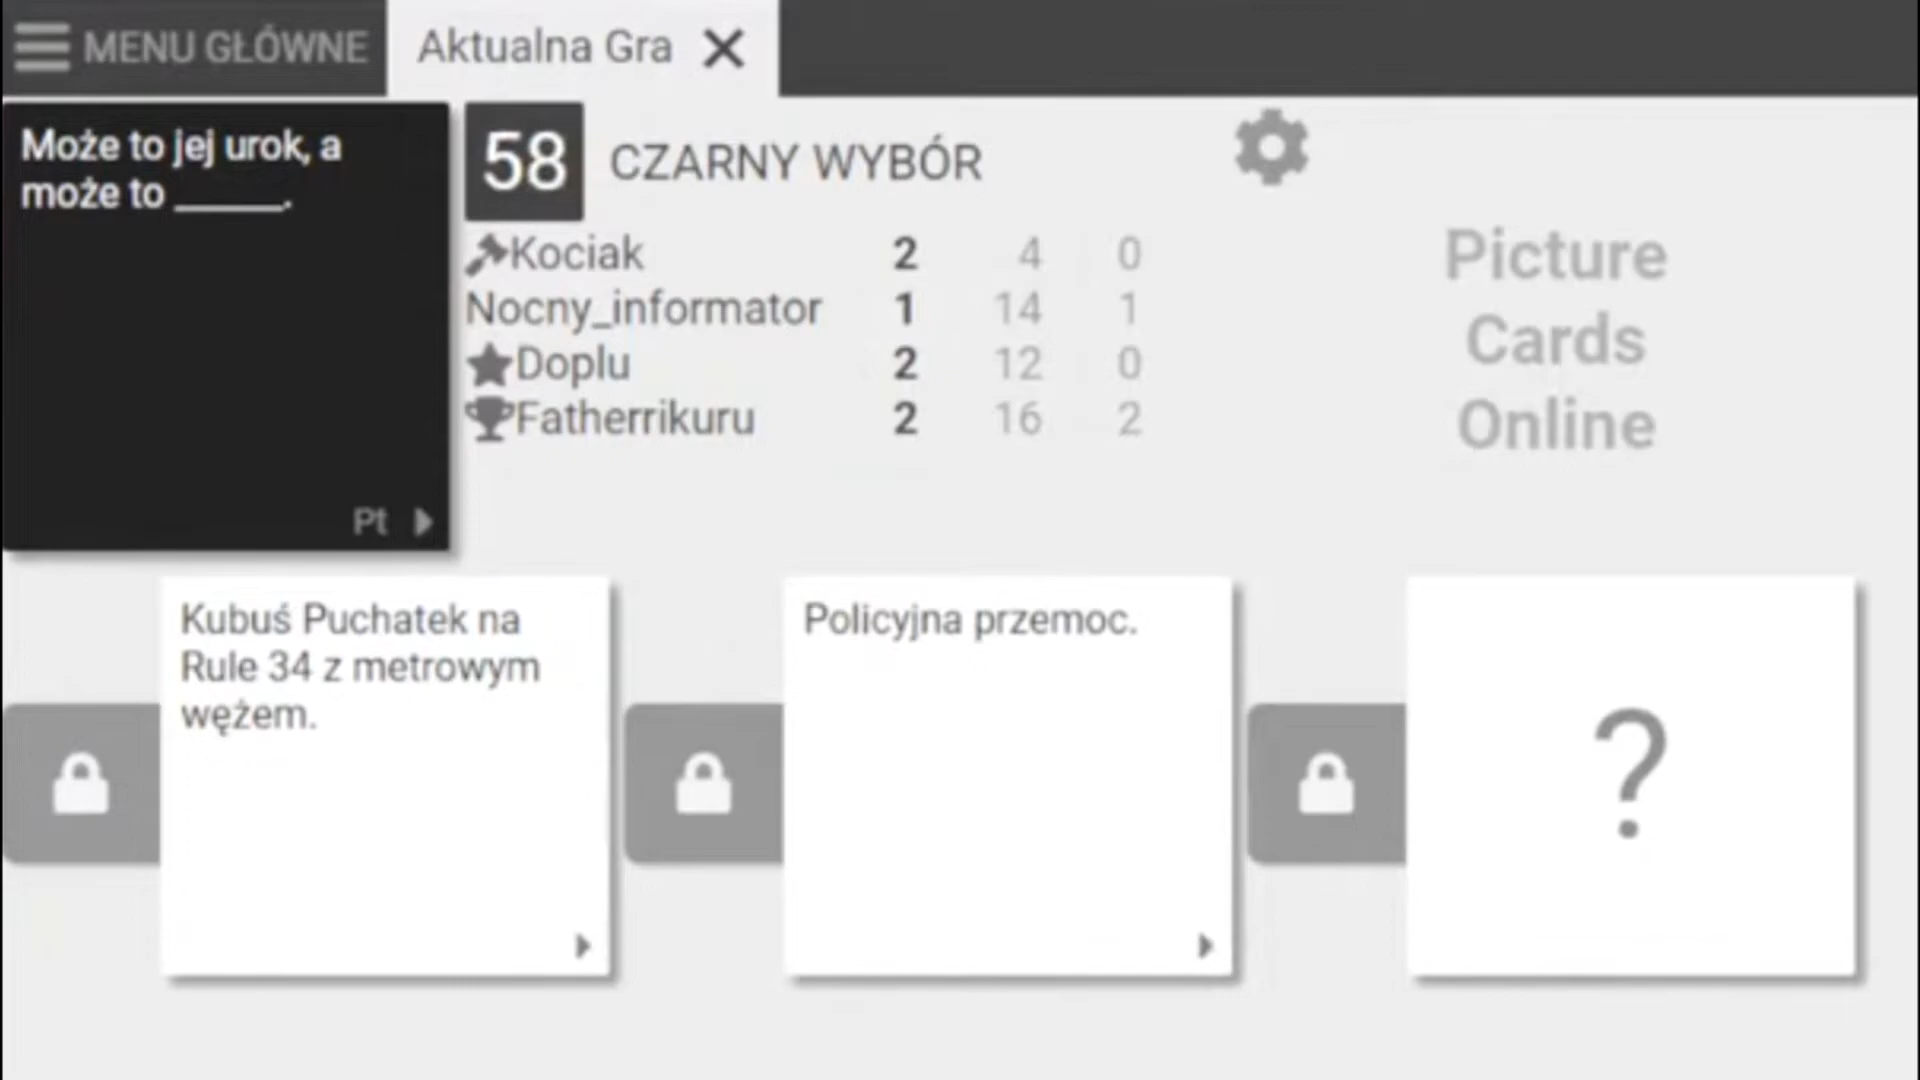 MENU GŁÓWNE
Aktualna Gra
Może to jej urok, a
może to ______.
Pt
58
CZARNY WYBÓR
Kociak 2 4 0
Nocny_informator 1 14 1
Doplu 2 12 0
Fatherrikuru 2 16 2
Picture
Cards
Online
Kubuś Puchatek na
Rule 34 z metrowym
wężem.
Policyjna przemoc.
?